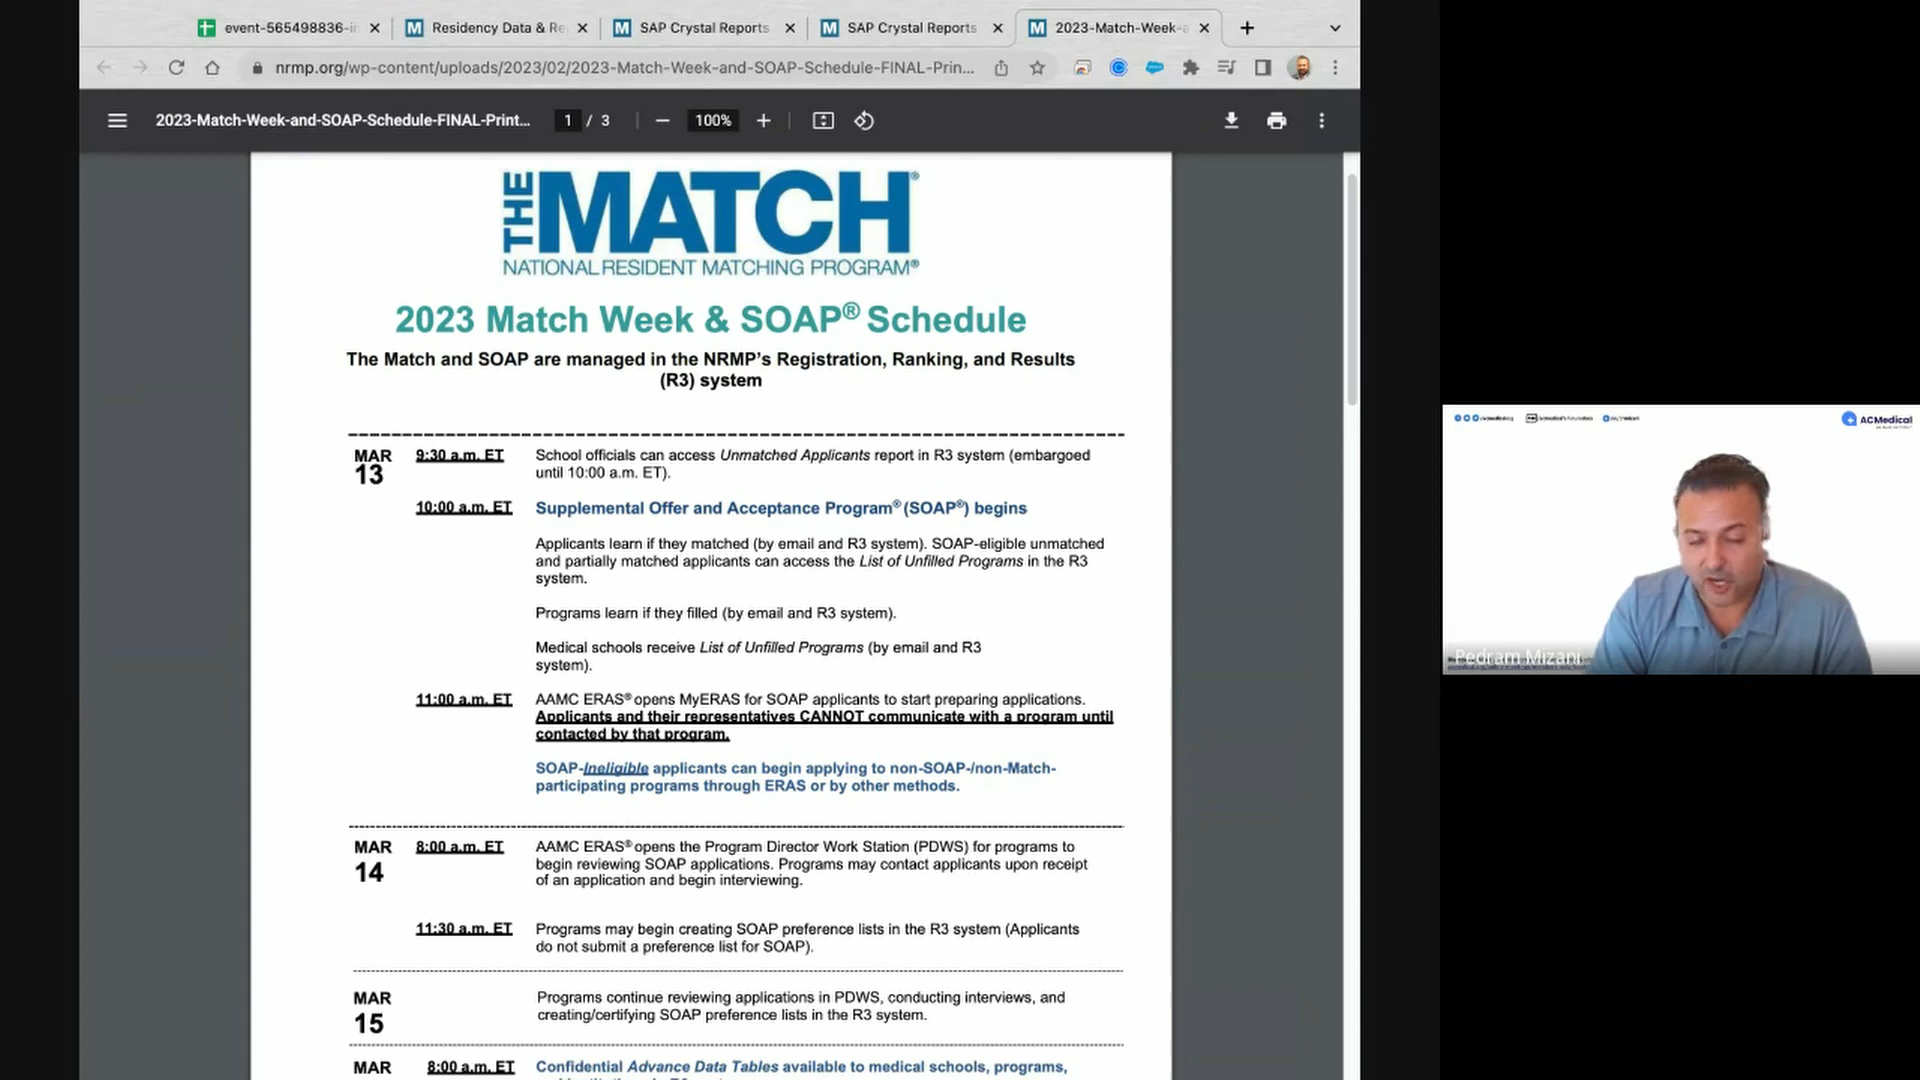 event-565498836-i
Residency Data & Re
SAP Crystal Reports
SAP Crystal Reports
2023-Match-Week-a
nrmp.org/wp-content/uploads/2023/02/2023-Match-Week-and-SOAP-Schedule-FINAL-Prin...
2023-Match-Week-and-SOAP-Schedule-FINAL-Print...
1 / 3
100%
THE MATCH®
NATIONAL RESIDENT MATCHING PROGRAM®
2023 Match Week & SOAP® Schedule
The Match and SOAP are managed in the NRMP's Registration, Ranking, and Results
(R3) system
MAR
13
9:30 a.m. ET
School officials can access Unmatched Applicants report in R3 system (embargoed
until 10:00 a.m. ET).
10:00 a.m. ET
Supplemental Offer and Acceptance Program® (SOAP®) begins
Applicants learn if they matched (by email and R3 system). SOAP-eligible unmatched
and partially matched applicants can access the List of Unfilled Programs in the R3
system.
Programs learn if they filled (by email and R3 system).
Medical schools receive List of Unfilled Programs (by email and R3
system).
11:00 a.m. ET
AAMC ERAS® opens MyERAS for SOAP applicants to start preparing applications.
Applicants and their representatives CANNOT communicate with a program until
contacted by that program.
SOAP-Ineligible applicants can begin applying to non-SOAP-/non-Match-
participating programs through ERAS or by other methods.
MAR
14
8:00 a.m. ET
AAMC ERAS® opens the Program Director Work Station (PDWS) for programs to
begin reviewing SOAP applications. Programs may contact applicants upon receipt
of an application and begin interviewing.
11:30 a.m. ET
Programs may begin creating SOAP preference lists in the R3 system (Applicants
do not submit a preference list for SOAP).
MAR
15
Programs continue reviewing applications in PDWS, conducting interviews, and
creating/certifying SOAP preference lists in the R3 system.
MAR
8:00 a.m. ET
Confidential Advance Data Tables available to medical schools, programs,
ACMedical
Pedram Mizani